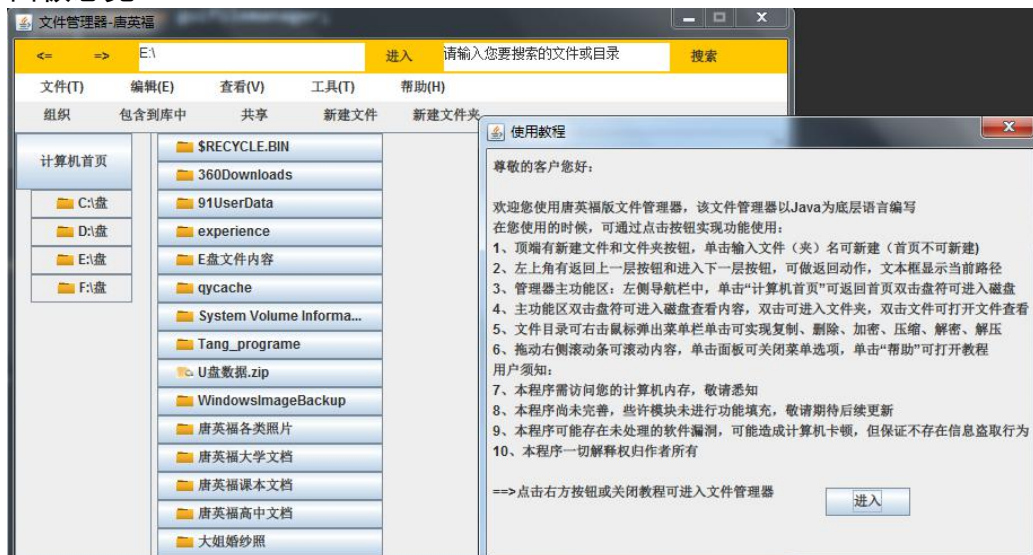 文件管理器-唐英福
<= => E:\ 进入 请输入您要搜索的文件或目录 搜索
文件(T) 编辑(E) 查看(V) 工具(T) 帮助(H)
组织 包含到库中 共享 新建文件 新建文件夹
计算机首页
C:\盘
D:\盘
E:\盘
F:\盘
$RECYCLE.BIN
360Downloads
91UserData
experience
E盘文件内容
qycache
System Volume Informa...
Tang_programe
U盘数据.zip
WindowsImageBackup
唐英福各类照片
唐英福大学文档
唐英福课本文档
唐英福高中文档
大姐婚纱照
使用教程
尊敬的客户您好：
欢迎您使用唐英福版文件管理器，该文件管理器以Java为底层语言编写
在您使用的时候，可通过点击按钮实现功能使用：
1、顶端有新建文件和文件夹按钮，单击输入文件（夹）名可新建（首页不可新建)
2、左上角有返回上一层按钮和进入下一层按钮，可做返回动作，文本框显示当前路径
3、管理器主功能区：左侧导航栏中，单击“计算机首页”可返回首页双击盘符可进入磁盘
4、主功能区双击盘符可进入磁盘查看内容，双击可进入文件夹，双击文件可打开文件查看
5、文件目录可右击鼠标弹出菜单栏单击可实现复制、删除、加密、压缩、解密、解压
6、拖动右侧滚动条可滚动内容，单击面板可关闭菜单选项，单击“帮助”可打开教程
用户须知：
7、本程序需访问您的计算机内存，敬请悉知
8、本程序尚未完善，些许模块未进行功能填充，敬请期待后续更新
9、本程序可能存在未处理的软件漏洞，可能造成计算机卡顿，但保证不存在信息盗取行为
10、本程序一切解释权归作者所有
==>点击右方按钮或关闭教程可进入文件管理器
进入